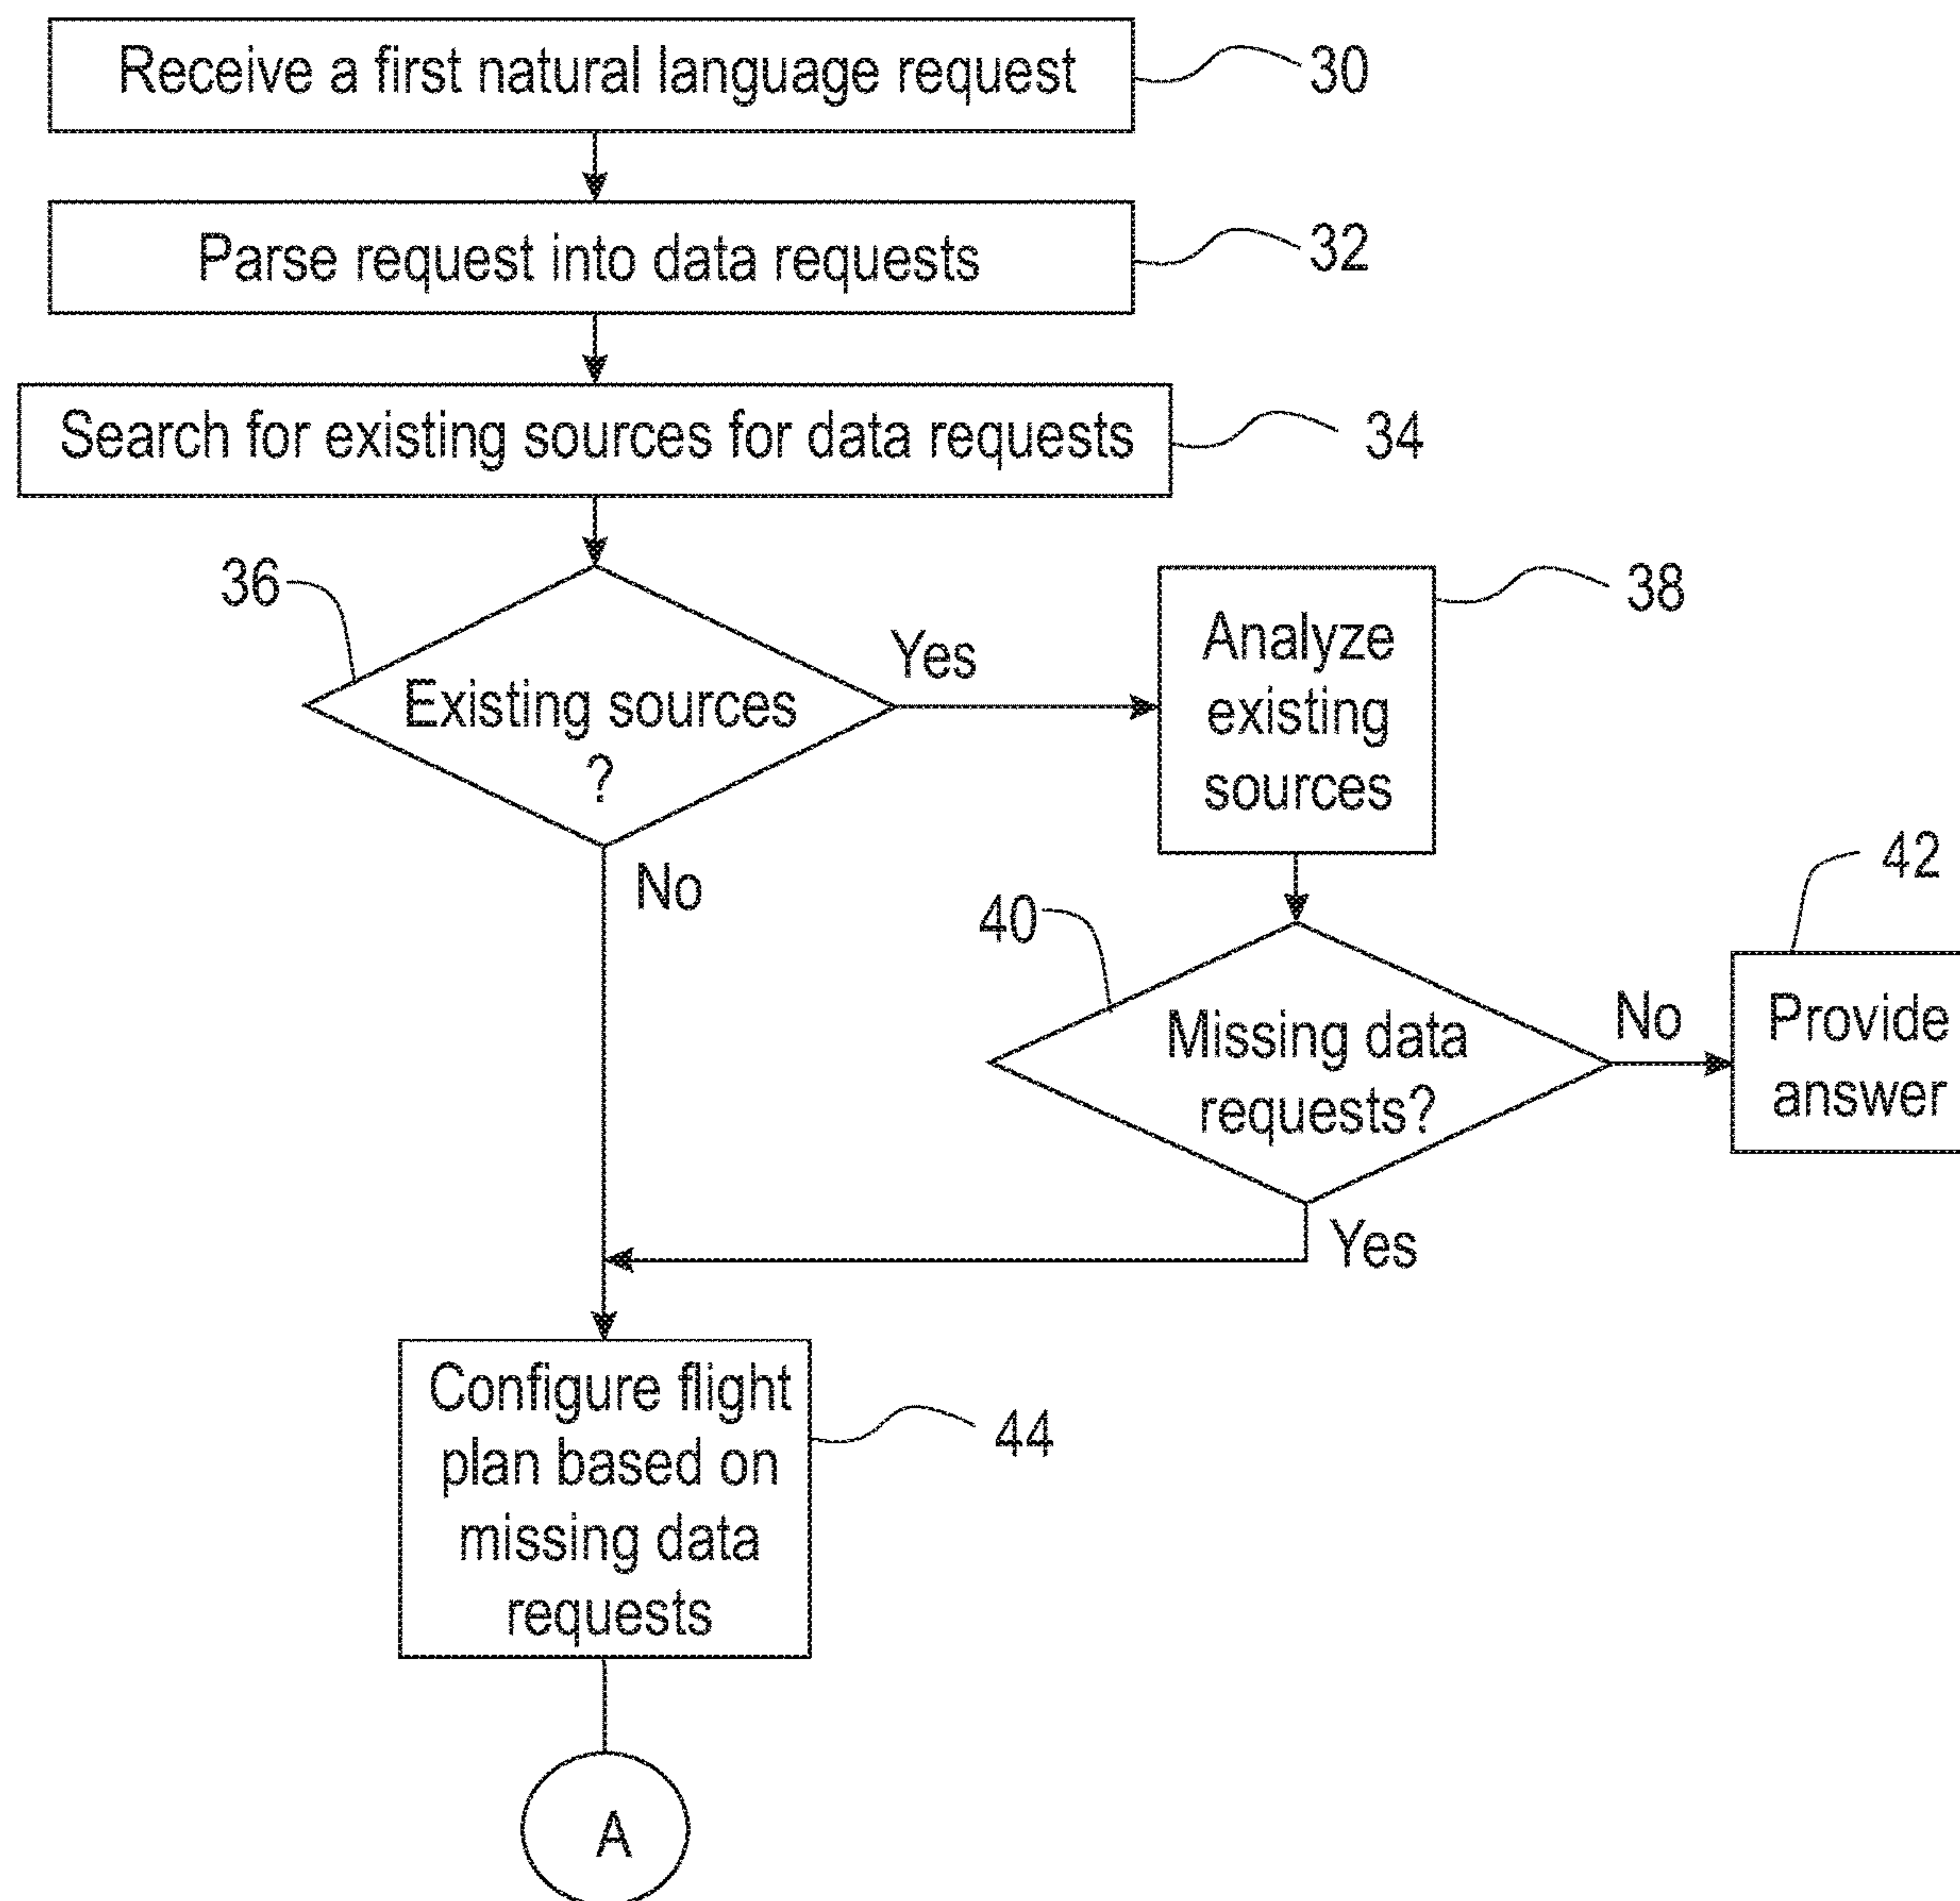 Receive a first natural language request
30
Parse request into data requests
32
Search for existing sources for data requests
34
36
Existing sources
?
Yes
No
Analyze
existing
sources
38
40
Missing data
requests?
No
Yes
42
Provide
answer
Configure flight
plan based on
missing data
requests
44
A